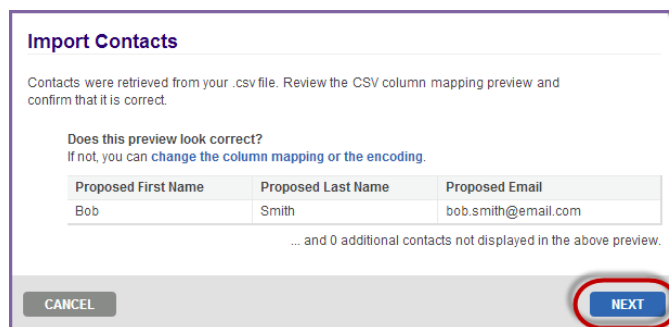 Import Contacts
Contacts were retrieved from your .csv file. Review the CSV column mapping preview and
confirm that it is correct.
Does this preview look correct?
If not, you can change the column mapping or the encoding.
Proposed First Name Proposed Last Name Proposed Email
Bob Smith bob.smith@email.com
... and 0 additional contacts not displayed in the above preview.
CANCEL NEXT